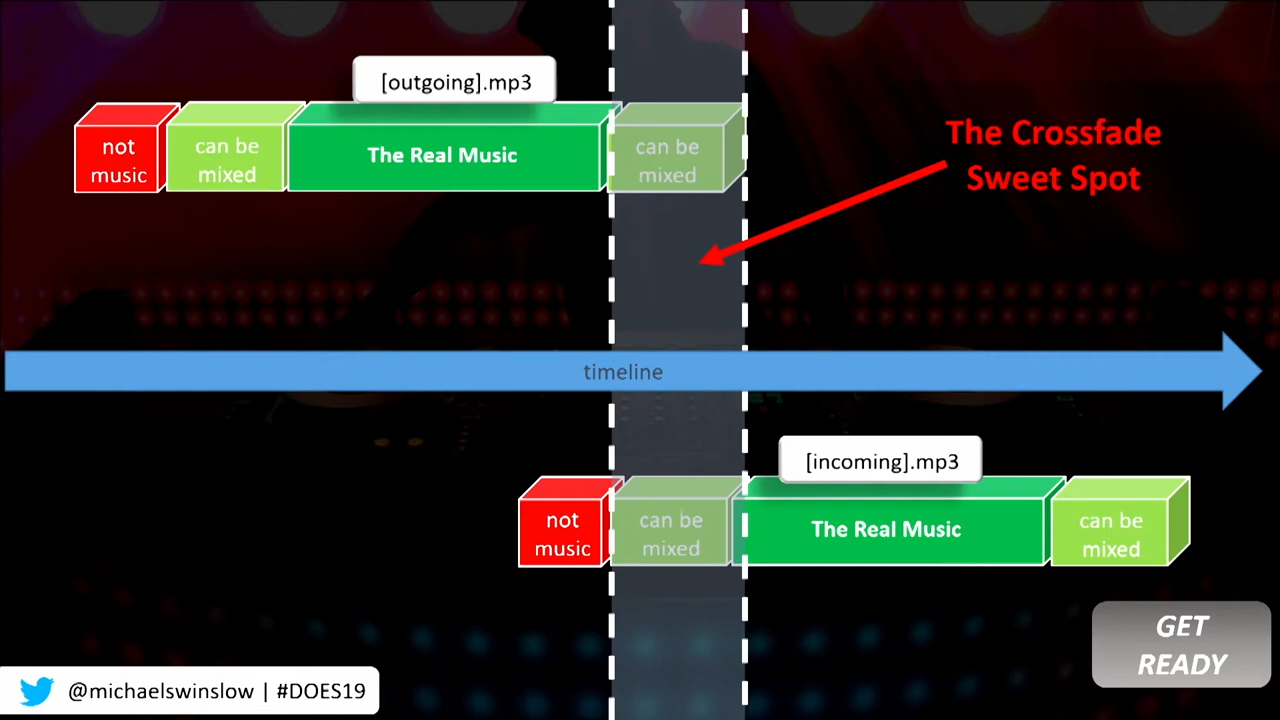 [outgoing].mp3
not
music
can be
mixed
The Real Music
can be
mixed
The Crossfade
Sweet Spot
timeline
[incoming].mp3
not
music
can be
mixed
The Real Music
can be
mixed
GET
READY
@michaelswinslow | #DOES19